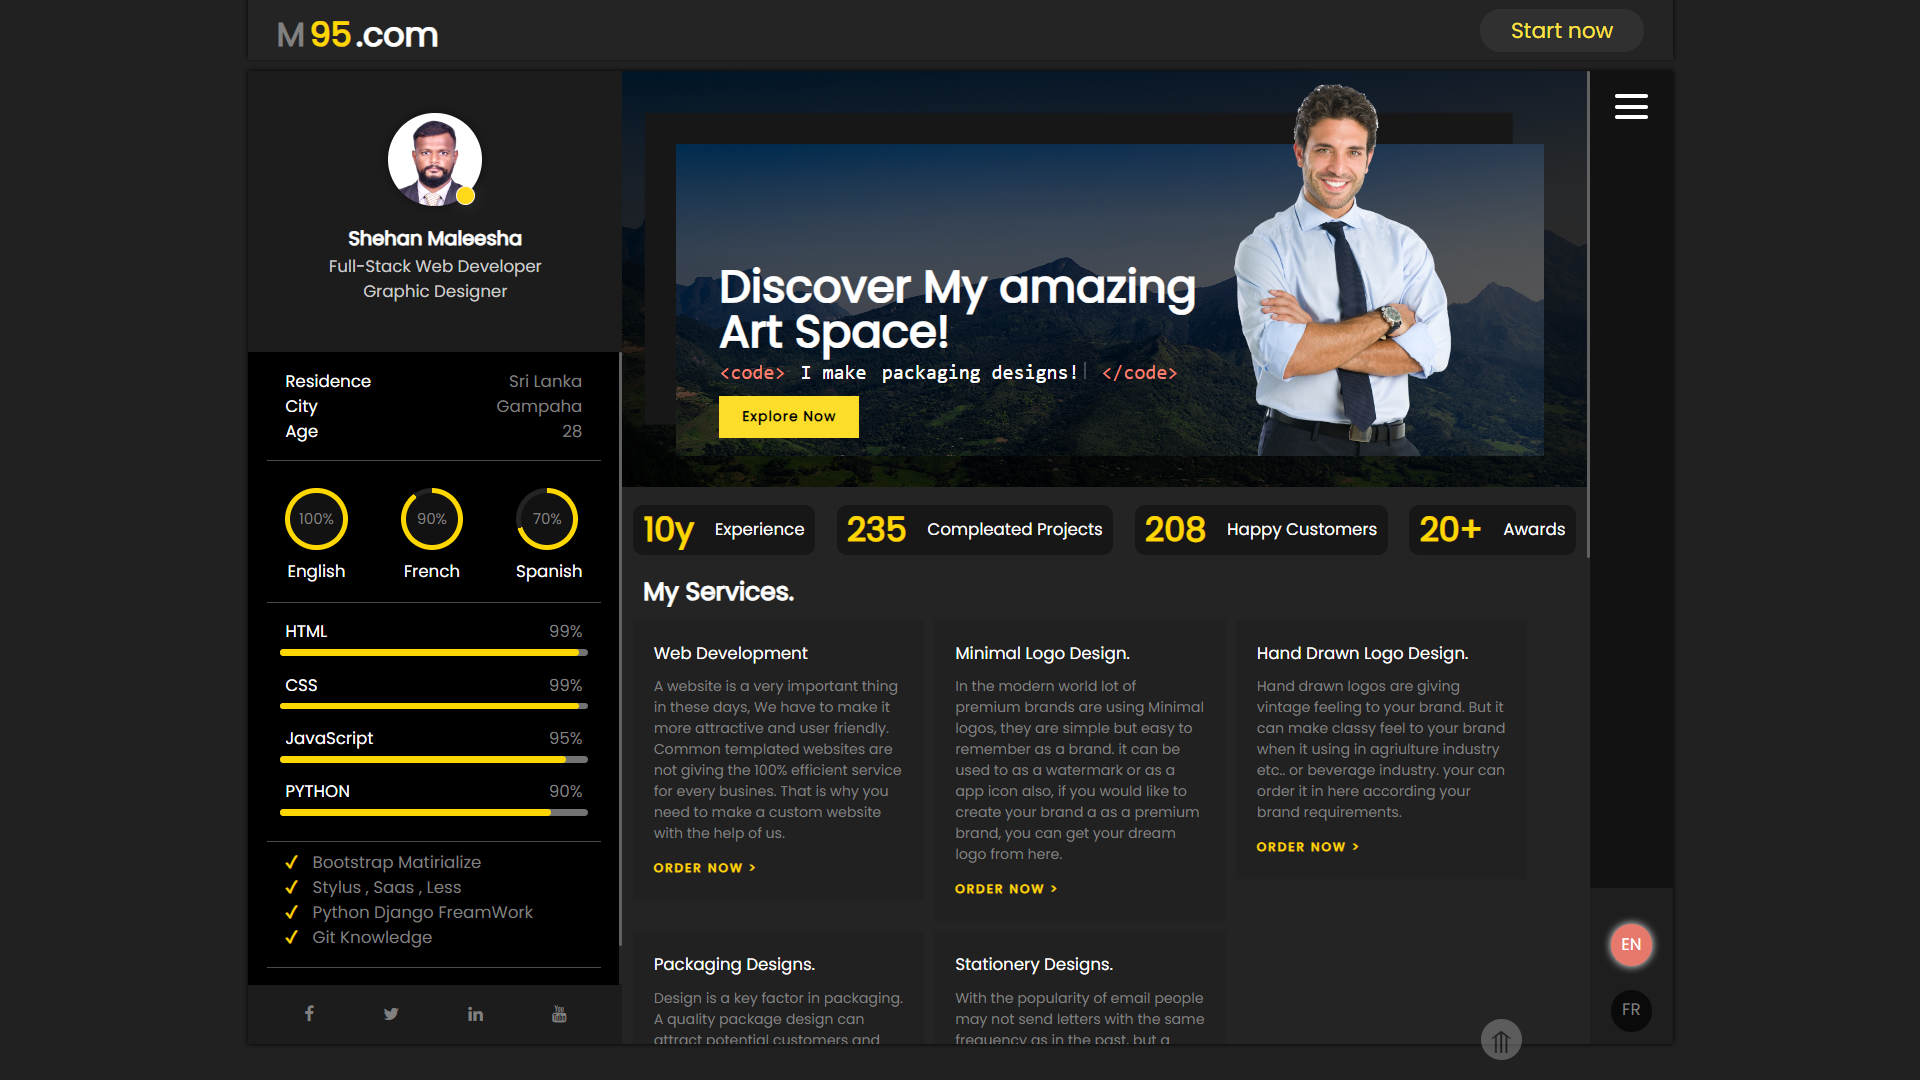 M 95.com
Start now
Shehan Maleesha
Full-Stack Web Developer
Graphic Designer
Residence Sri Lanka
City Gampaha
Age 28
100% 90% 70%
English French Spanish
HTML 99%
CSS 99%
JavaScript 95%
PYTHON 90%
Bootstrap Matirialize
Stylus , Saas , Less
Python Django FreamWork
Git Knowledge
Discover My amazing
Art Space!
<code> I make packaging designs! </code>
Explore Now
10y Experience
235 Compleated Projects
208 Happy Customers
20+ Awards
My Services.
Web Development
A website is a very important thing
in these days, We have to make it
more attractive and user friendly.
Common templated websites are
not giving the 100% efficient service
for every busines. That is why you
need to make a custom website
with the help of us.
ORDER NOW >
Minimal Logo Design.
In the modern world lot of
premium brands are using Minimal
logos, they are simple but easy to
remember as a brand. it can be
used to as a watermark or as a
app icon also, if you would like to
create your brand a as a premium
brand, you can get your dream
logo from here.
ORDER NOW >
Hand Drawn Logo Design.
Hand drawn logos are giving
vintage feeling to your brand. But it
can make classy feel to your brand
when it using in agriulture industry
etc.. or beverage industry. your can
order it in here according your
brand requirements.
ORDER NOW >
Packaging Designs.
Design is a key factor in packaging.
A quality package design can
attract potential customers and
Stationery Designs.
With the popularity of email people
may not send letters with the same
frequency as in the past, but a
EN
FR
You
Tube